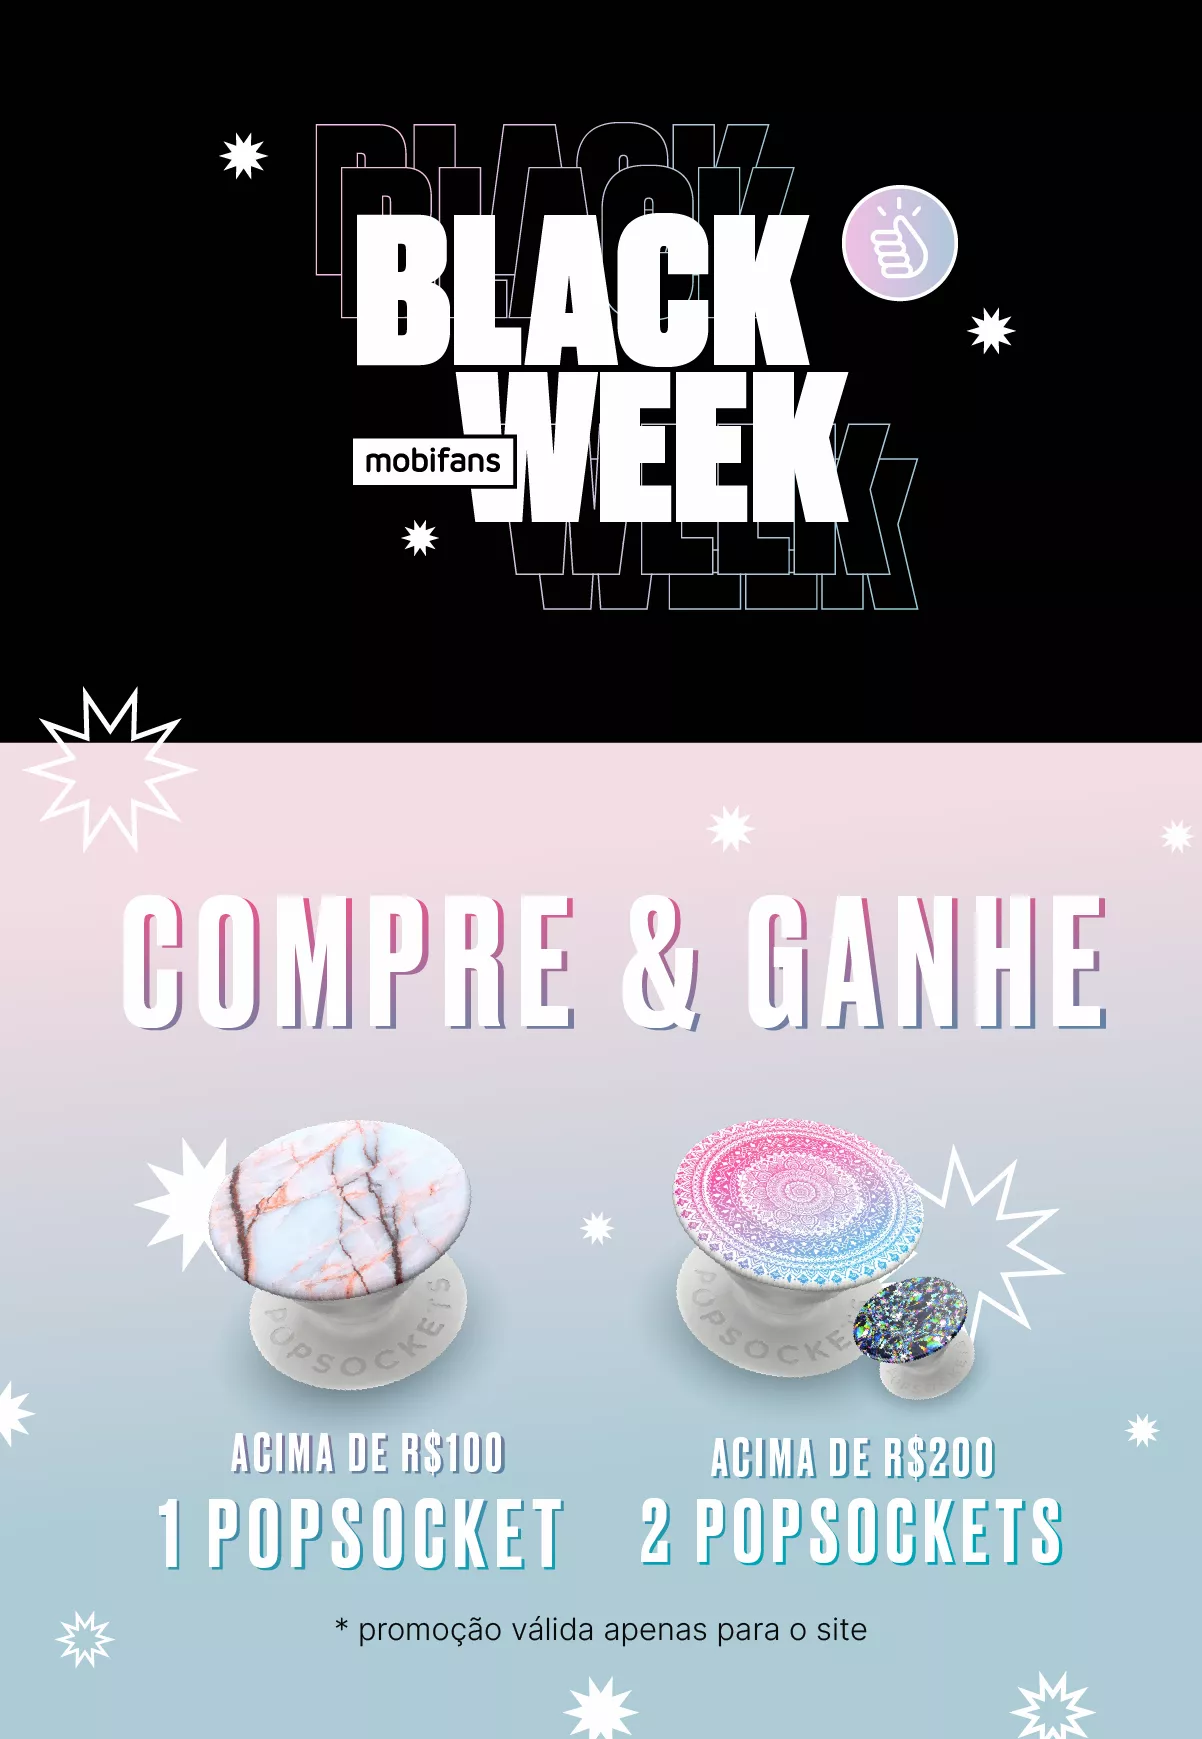 BLACK
WEEK
mobifans
COMPRE & GANHE
POPSOCKETS
POPSOCKETS
POPSOCKETS
ACIMA DE R$100
1 POPSOCKET
ACIMA DE R$200
2 POPSOCKETS
* promoção válida apenas para o site